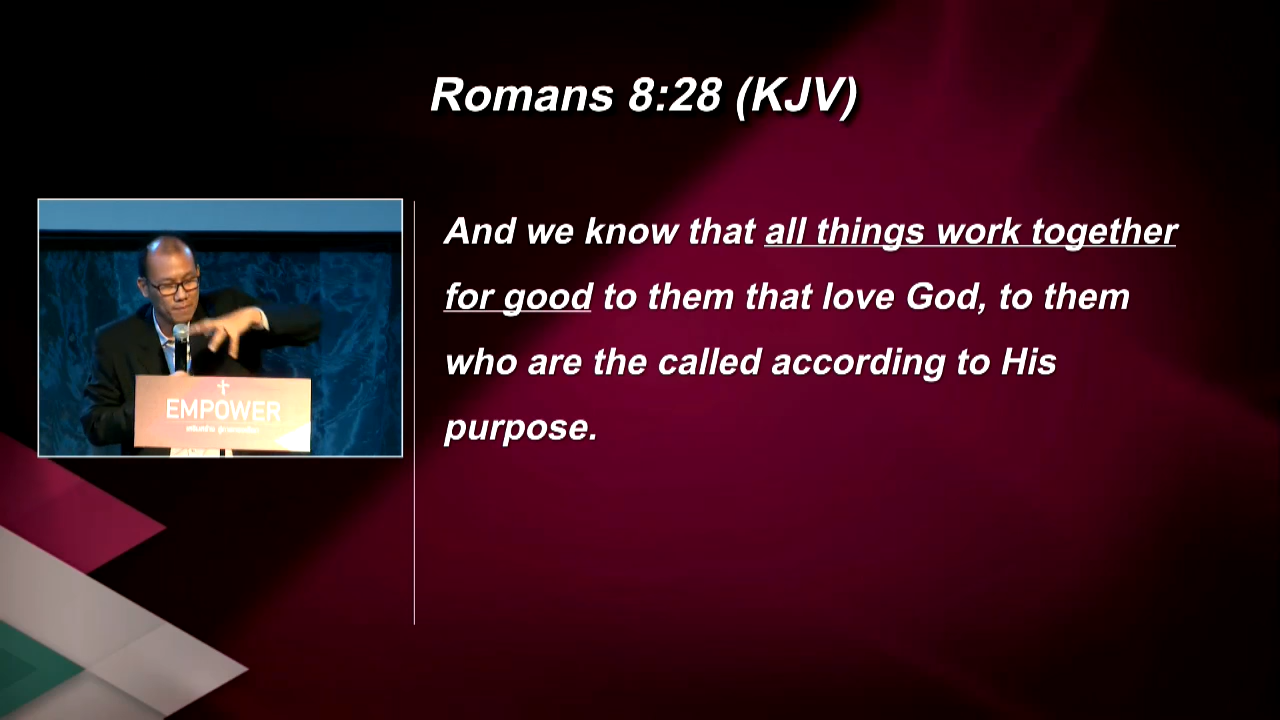 Romans 8:28 (KJV)
And we know that all things work together
for good to them that love God, to them
who are the called according to His
purpose.
EMPOWER